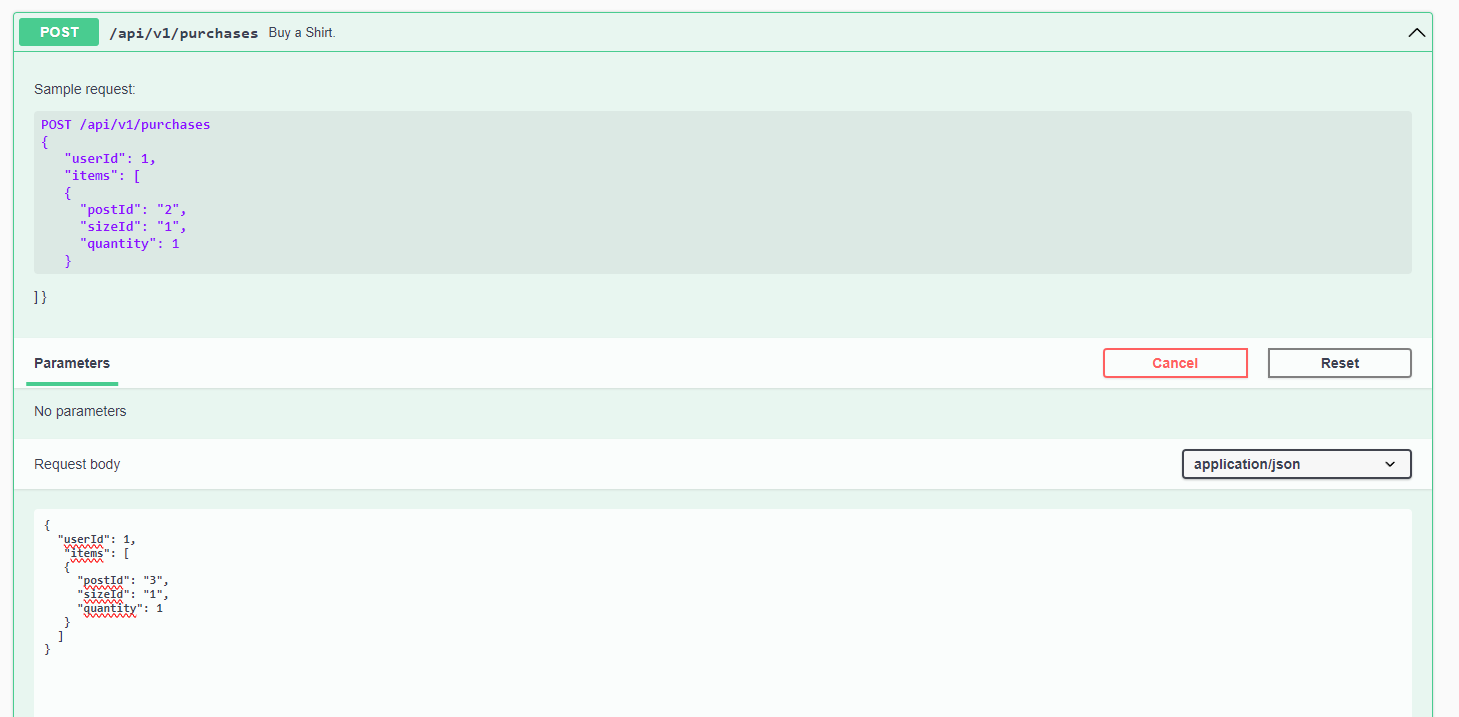 POST /api/v1/purchases Buy a Shirt.
Sample request:
POST /api/v1/purchases
{
"userId": 1,
"items": [
{
"postId": "2",
"sizeId": "1",
"quantity": 1
}
]}
Parameters Cancel Reset
No parameters
Request body application/json
{
"userId": 1,
"items": [
{
"postId": "3",
"sizeId": "1",
"quantity": 1
}
]
}